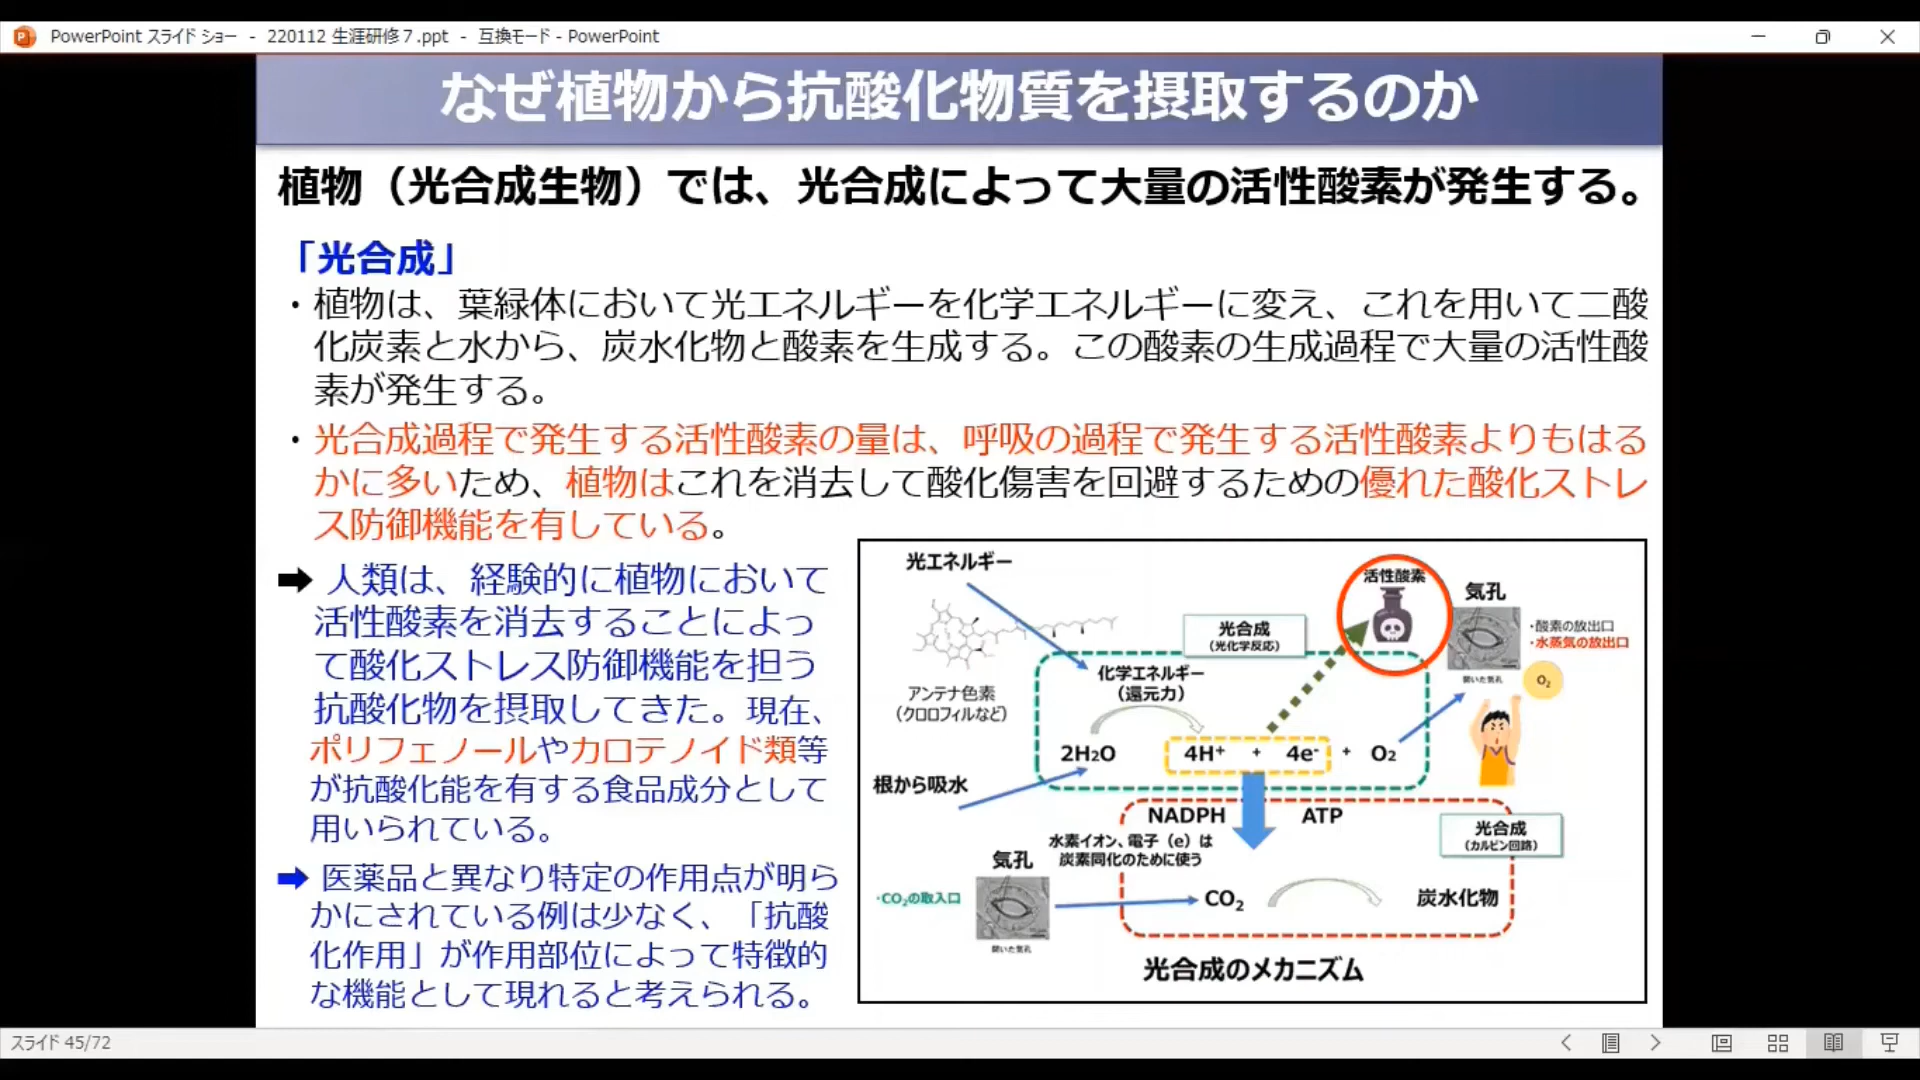 PowerPoint スライド ショー - 220112 生涯研修７.ppt - 互換モード - PowerPoint
なぜ植物から抗酸化物質を摂取するのか
植物（光合成生物）では、光合成によって大量の活性酸素が発生する。
「光合成」
・植物は、葉緑体において光エネルギーを化学エネルギーに変え、これを用いて二酸
化炭素と水から、炭水化物と酸素を生成する。この酸素の生成過程で大量の活性酸
素が発生する。
・光合成過程で発生する活性酸素の量は、呼吸の過程で発生する活性酸素よりもはる
かに多いため、植物はこれを消去して酸化傷害を回避するための優れた酸化ストレ
ス防御機能を有している。
➡ 人類は、経験的に植物において
活性酸素を消去することによっ
て酸化ストレス防御機能を担う
抗酸化物を摂取してきた。現在、
ポリフェノールやカロテノイド類等
が抗酸化能を有する食品成分として
用いられている。
➡ 医薬品と異なり特定の作用点が明ら
かにされている例は少なく、「抗酸
化作用」が作用部位によって特徴的
な機能として現れると考えられる。
光エネルギー
アンテナ色素
（クロロフィルなど）
光合成
（光化学反応）
活性酸素
気孔
・酸素の放出口
・水蒸気の放出口
開いた気孔
O₂
化学エネルギー
（還元力）
2H₂O
4H⁺ + 4e⁻ + O₂
根から吸水
NADPH
ATP
水素イオン、電子（e）は
炭素同化のために使う
光合成
（カルビン回路）
気孔
・CO₂の取入口
開いた気孔
CO₂
炭水化物
光合成のメカニズム
スライド 45/72